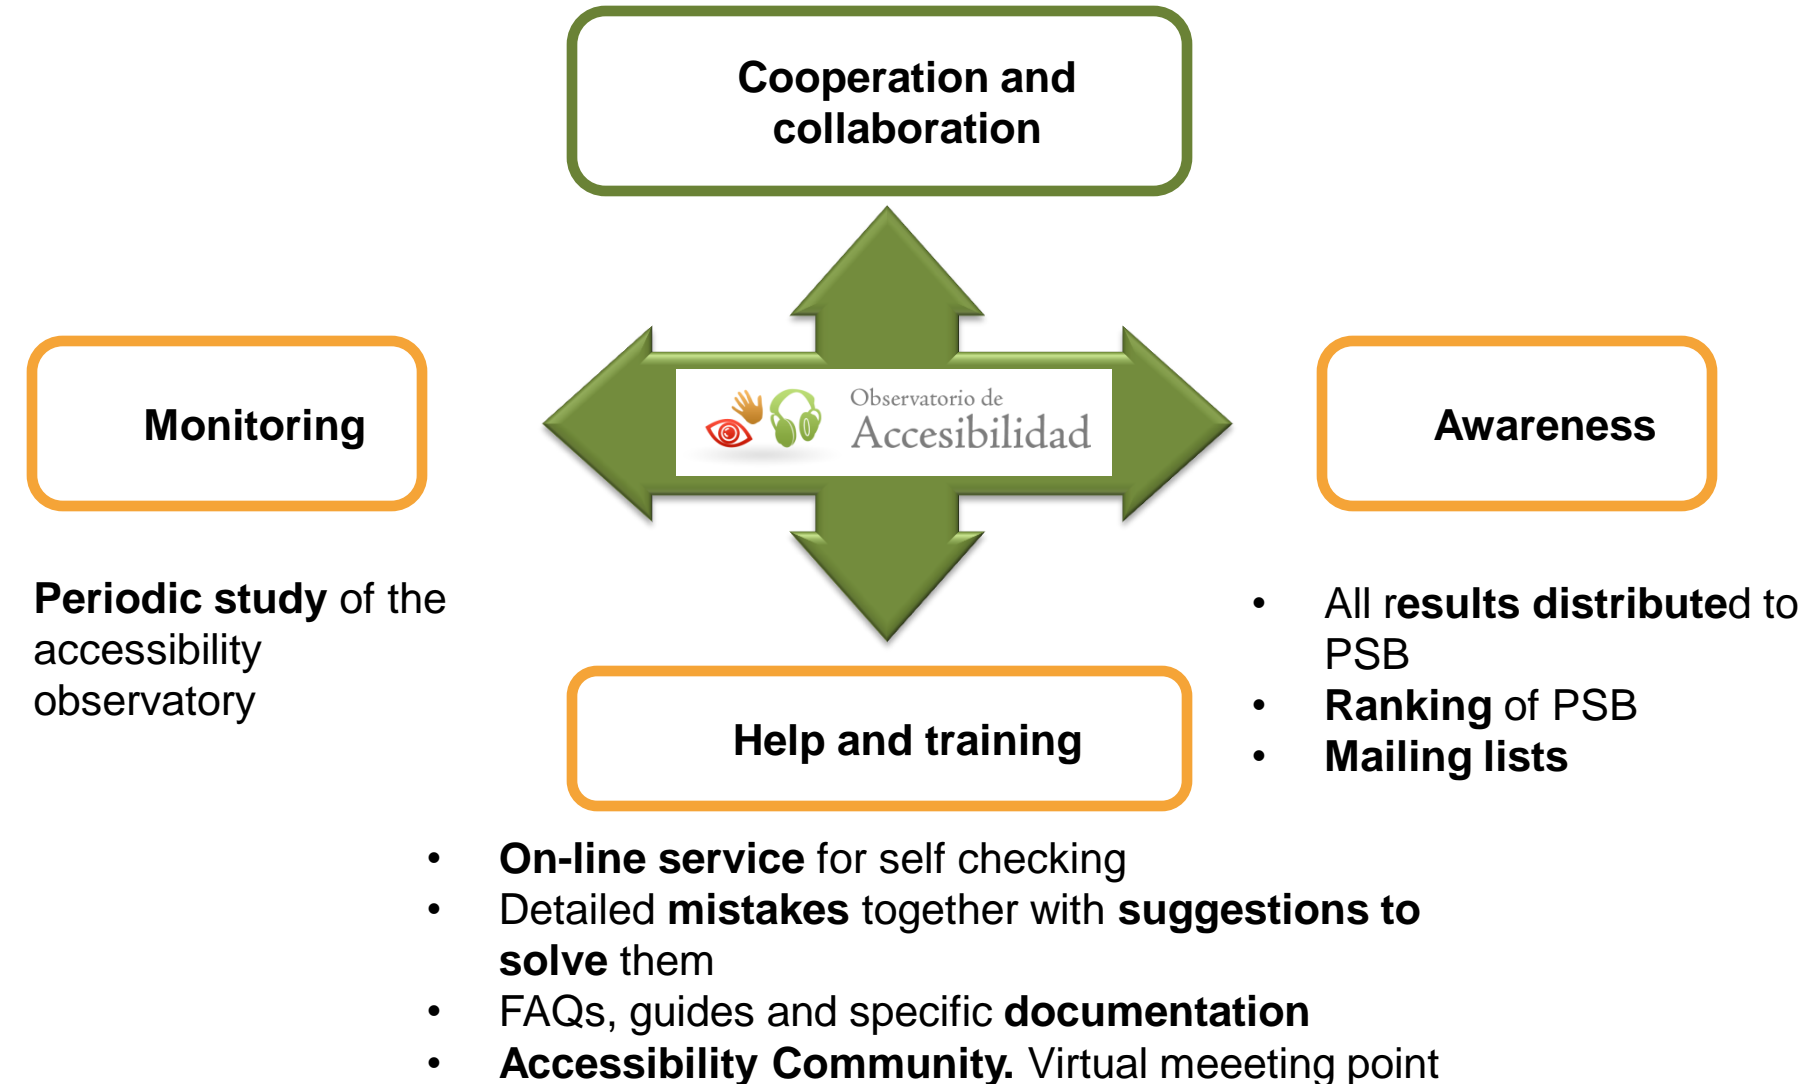 Cooperation and
collaboration
Monitoring
Observatorio de
Accesibilidad
Awareness
Periodic study of the
accessibility
observatory
• All results distributed to
PSB
• Ranking of PSB
• Mailing lists
Help and training
• On-line service for self checking
• Detailed mistakes together with suggestions to
solve them
• FAQs, guides and specific documentation
• Accessibility Community. Virtual meeeting point